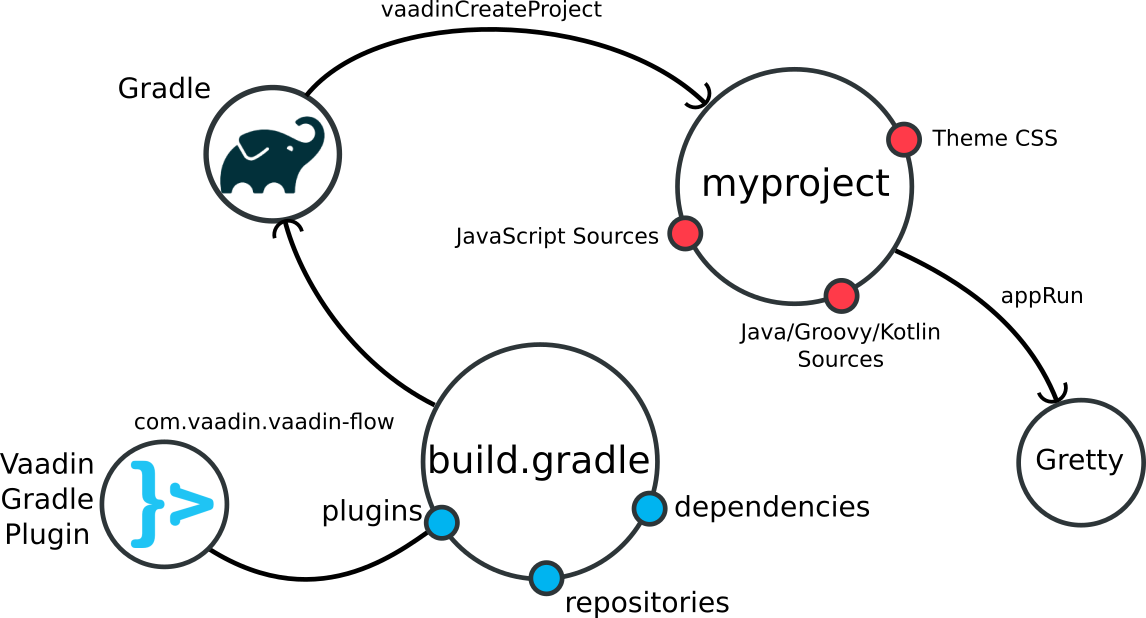 vaadinCreateProject
Gradle
Theme CSS
myproject
JavaScript Sources
appRun
Java/Groovy/Kotlin
Sources
com.vaadin.vaadin-flow
build.gradle
Gretty
Vaadin
Gradle
Plugin
plugins
dependencies
repositories